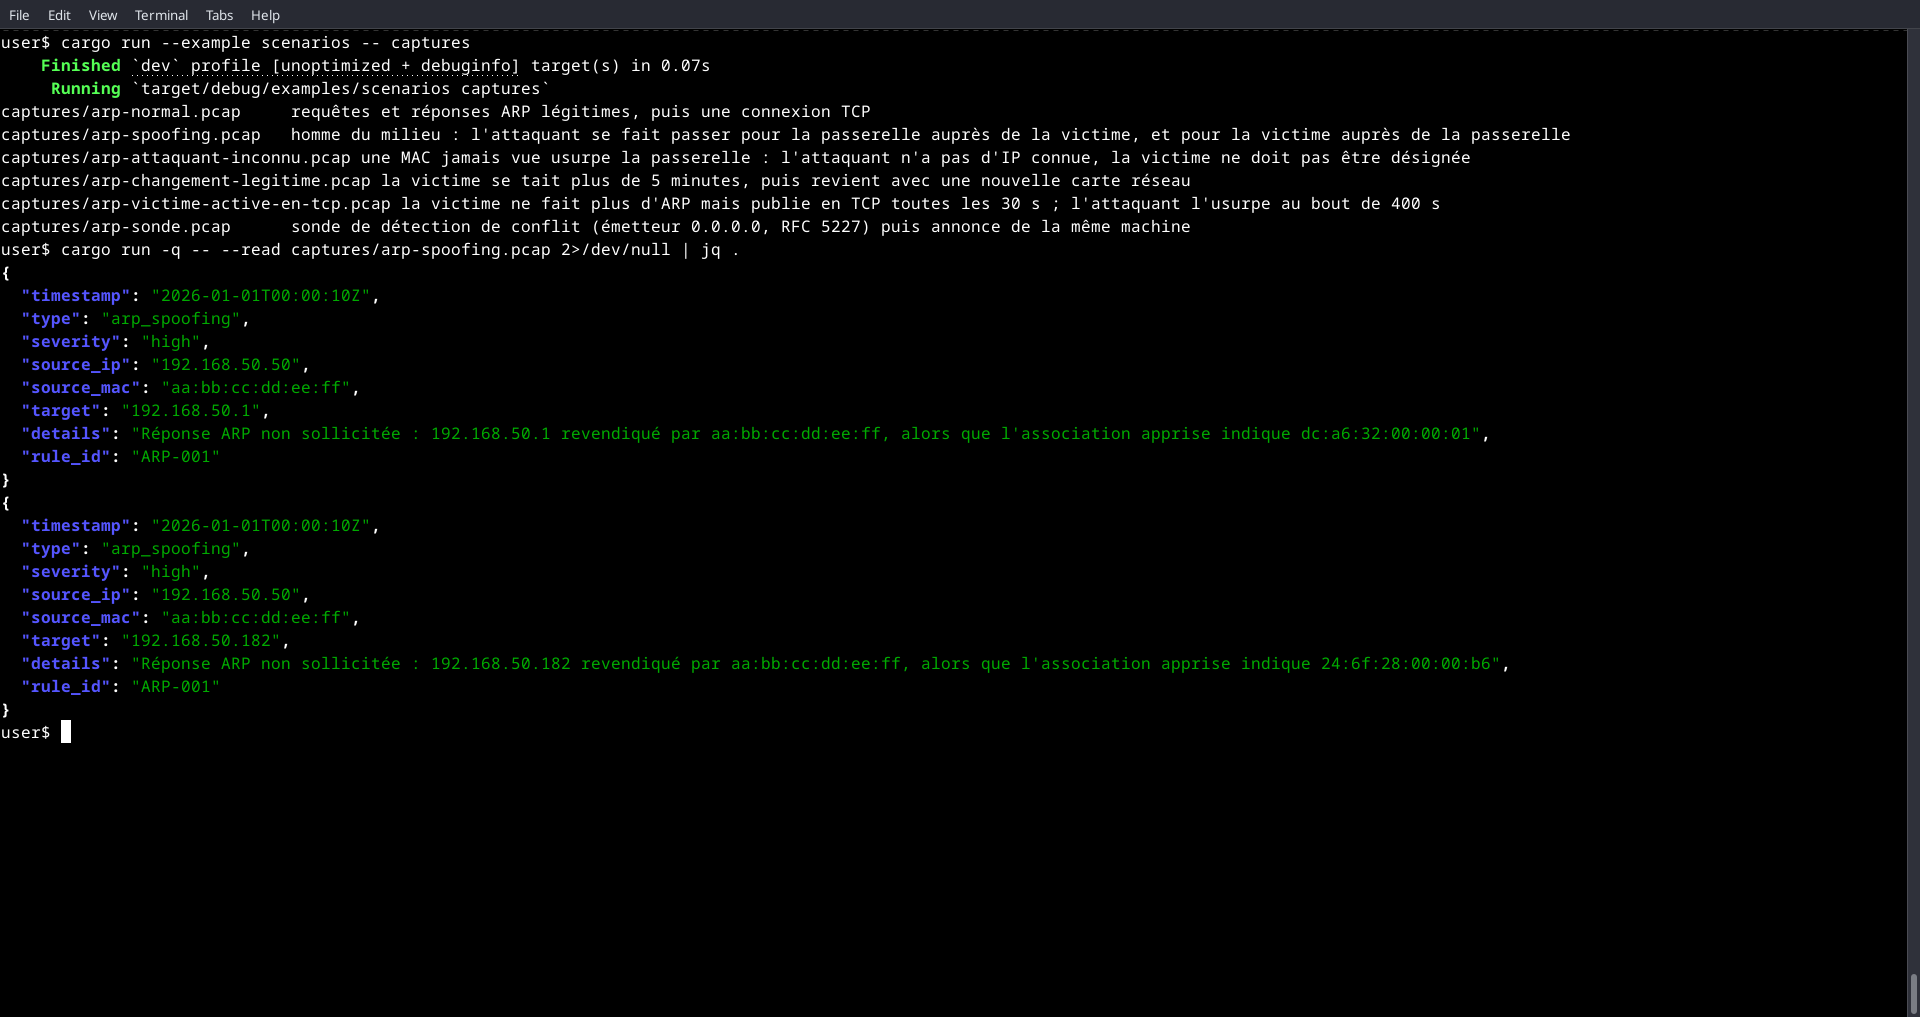 File Edit View Terminal Tabs Help
user$ cargo run --example scenarios -- captures
    Finished `dev` profile [unoptimized + debuginfo] target(s) in 0.07s
     Running `target/debug/examples/scenarios captures`
captures/arp-normal.pcap     requêtes et réponses ARP légitimes, puis une connexion TCP
captures/arp-spoofing.pcap   homme du milieu : l'attaquant se fait passer pour la passerelle auprès de la victime, et pour la victime auprès de la passerelle
captures/arp-attaquant-inconnu.pcap une MAC jamais vue usurpe la passerelle : l'attaquant n'a pas d'IP connue, la victime ne doit pas être désignée
captures/arp-changement-legitime.pcap la victime se tait plus de 5 minutes, puis revient avec une nouvelle carte réseau
captures/arp-victime-active-en-tcp.pcap la victime ne fait plus d'ARP mais publie en TCP toutes les 30 s ; l'attaquant l'usurpe au bout de 400 s
captures/arp-sonde.pcap      sonde de détection de conflit (émetteur 0.0.0.0, RFC 5227) puis annonce de la même machine
user$ cargo run -q -- --read captures/arp-spoofing.pcap 2>/dev/null | jq .
{
  "timestamp": "2026-01-01T00:00:10Z",
  "type": "arp_spoofing",
  "severity": "high",
  "source_ip": "192.168.50.50",
  "source_mac": "aa:bb:cc:dd:ee:ff",
  "target": "192.168.50.1",
  "details": "Réponse ARP non sollicitée : 192.168.50.1 revendiqué par aa:bb:cc:dd:ee:ff, alors que l'association apprise indique dc:a6:32:00:00:01",
  "rule_id": "ARP-001"
}
{
  "timestamp": "2026-01-01T00:00:10Z",
  "type": "arp_spoofing",
  "severity": "high",
  "source_ip": "192.168.50.50",
  "source_mac": "aa:bb:cc:dd:ee:ff",
  "target": "192.168.50.182",
  "details": "Réponse ARP non sollicitée : 192.168.50.182 revendiqué par aa:bb:cc:dd:ee:ff, alors que l'association apprise indique 24:6f:28:00:00:b6",
  "rule_id": "ARP-001"
}
user$